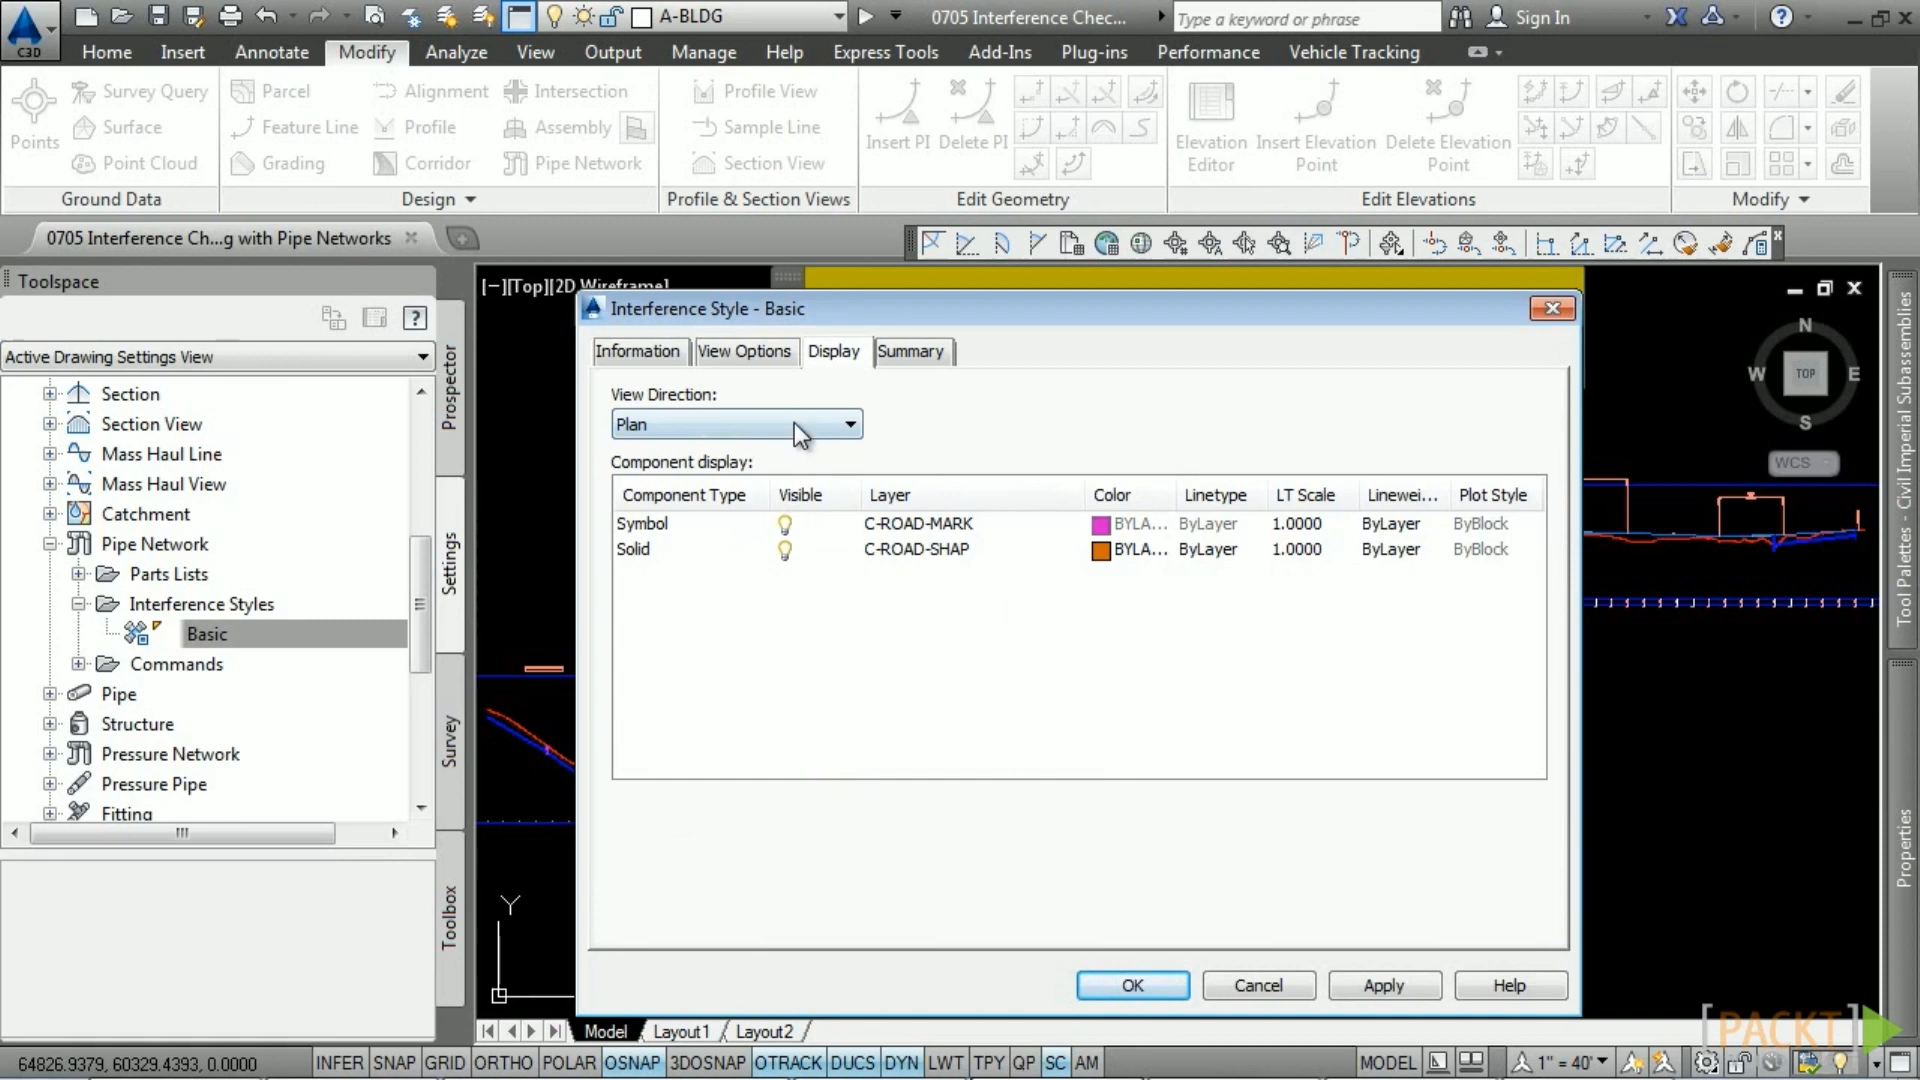 A-BLDG
0705 Interference Chec...
Type a keyword or phrase
Sign In
C3D
Home
Insert
Annotate
Modify
Analyze
View
Output
Manage
Help
Express Tools
Add-Ins
Plug-ins
Performance
Vehicle Tracking
Points
Survey Query
Surface
Point Cloud
Ground Data
Parcel
Feature Line
Grading
Alignment
Profile
Corridor
Intersection
Assembly
Pipe Network
Design
Profile View
Sample Line
Section View
Profile & Section Views
Insert PI
Delete PI
Edit Geometry
Elevation
Editor
Insert Elevation
Point
Delete Elevation
Point
Edit Elevations
Modify
0705 Interference Ch...g with Pipe Networks
Toolspace
Active Drawing Settings View
Section
Section View
Mass Haul Line
Mass Haul View
Catchment
Pipe Network
Parts Lists
Interference Styles
Basic
Commands
Pipe
Structure
Pressure Network
Pressure Pipe
Fitting
Prospector
Settings
Survey
Toolbox
[−][Top][2D Wireframe]
Interference Style - Basic
Information
View Options
Display
Summary
View Direction:
Plan
Component display:
Component Type Visible Layer Color Linetype LT Scale Linewei... Plot Style
Symbol C-ROAD-MARK BYLA... ByLayer 1.0000 ByLayer ByBlock
Solid C-ROAD-SHAP BYLA... ByLayer 1.0000 ByLayer ByBlock
OK
Cancel
Apply
Help
N
W
TOP
E
S
WCS
Tool Palettes - Civil Imperial Subassemblies
Properties
Y
Model
Layout1
Layout2
[PACKT]
64826.9379, 60329.4393, 0.0000
INFER SNAP GRID ORTHO POLAR OSNAP 3DOSNAP OTRACK DUCS DYN LWT TPY QP SC AM
MODEL
1" = 40'